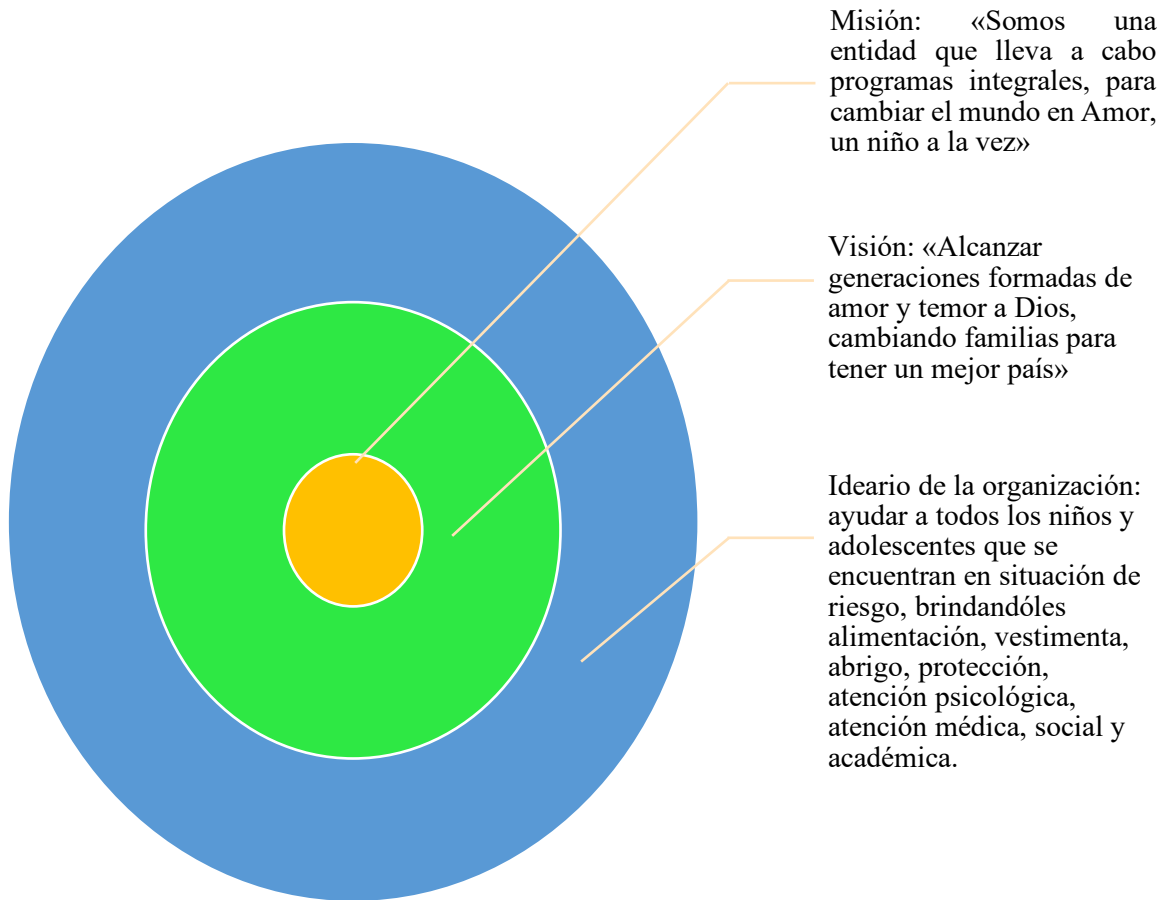 Misión: «Somos una
entidad que lleva a cabo
programas integrales, para
cambiar el mundo en Amor,
un niño a la vez»
Visión: «Alcanzar
generaciones formadas de
amor y temor a Dios,
cambiando familias para
tener un mejor país»
Ideario de la organización:
ayudar a todos los niños y
adolescentes que se
encuentran en situación de
riesgo, brindandóles
alimentación, vestimenta,
abrigo, protección,
atención psicológica,
atención médica, social y
académica.